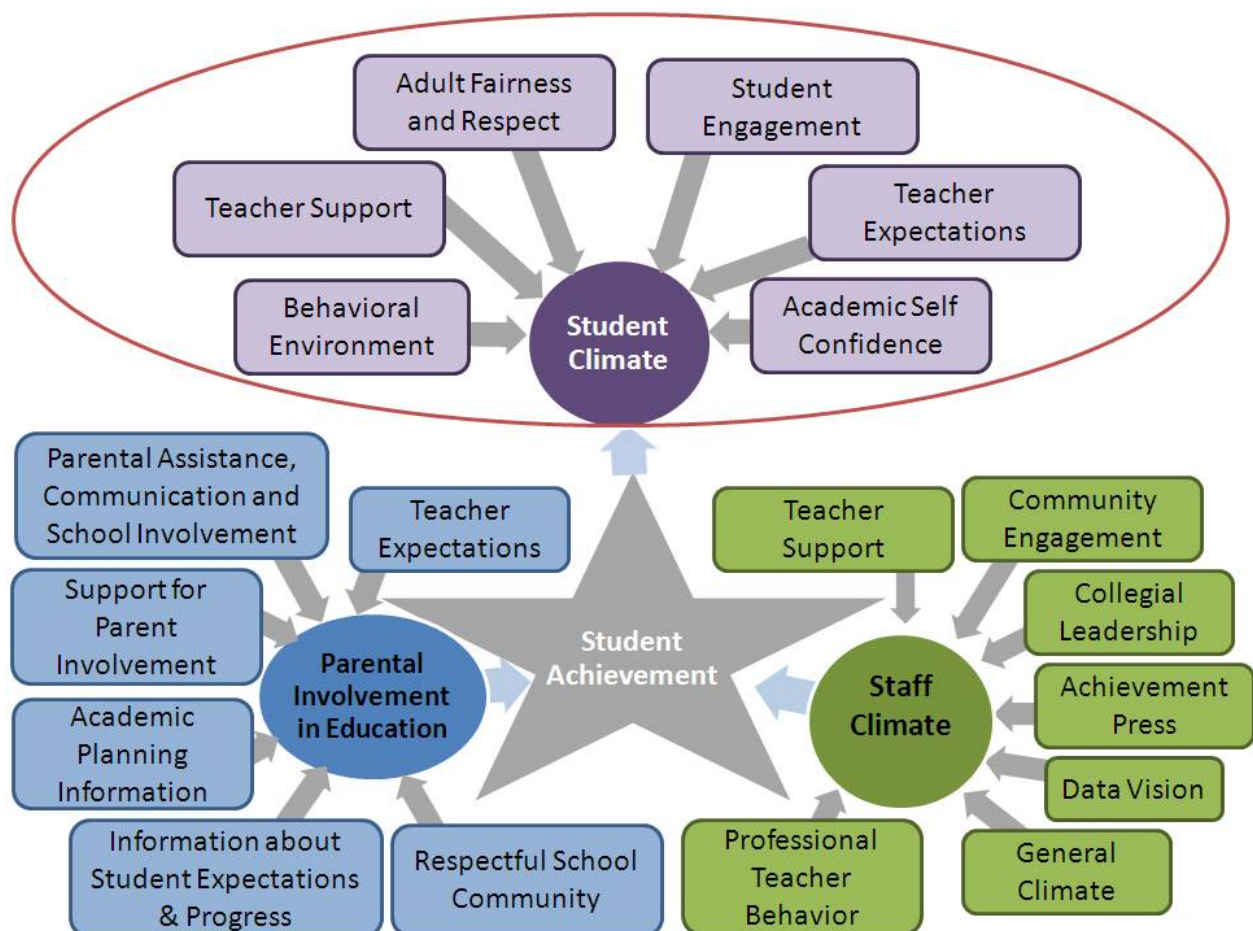 Adult Fairness
and Respect
Student
Engagement
Teacher Support
Teacher
Expectations
Behavioral
Environment
Student
Climate
Academic Self
Confidence
Parental Assistance,
Communication and
School Involvement
Teacher
Expectations
Teacher
Support
Community
Engagement
Support for
Parent
Involvement
Collegial
Leadership
Student
Achievement
Parental
Involvement
in Education
Staff
Climate
Achievement
Press
Academic
Planning
Information
Data Vision
Information about
Student Expectations
& Progress
Respectful School
Community
Professional
Teacher
Behavior
General
Climate